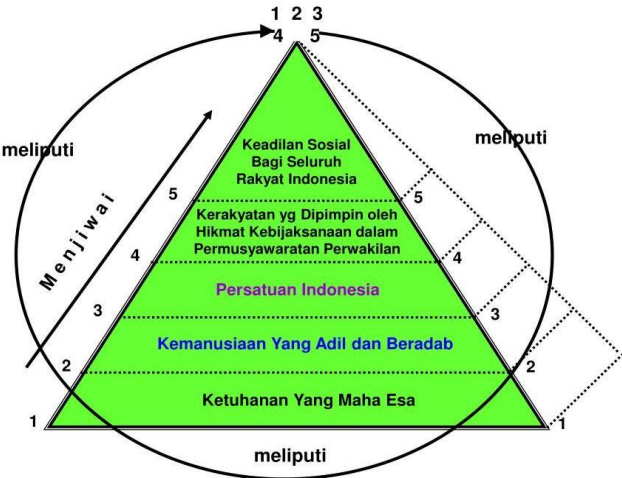 1 2 3
4 5
meliputi
meliputi
Menjiwai
Keadilan Sosial
Bagi Seluruh
Rakyat Indonesia
5
5
Kerakyatan yg Dipimpin oleh
Hikmat Kebijaksanaan dalam
Permusyawaratan Perwakilan
4
4
Persatuan Indonesia
3
3
Kemanusiaan Yang Adil dan Beradab
2
2
Ketuhanan Yang Maha Esa
1
1
meliputi